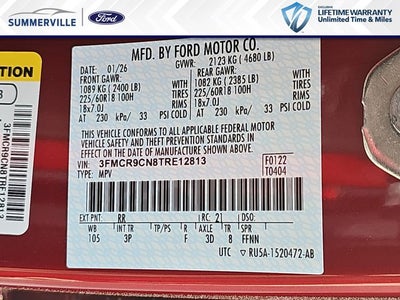 SUMMERVILLE
Ford
EXCLUSIVE
LIFETIME WARRANTY
Unlimited Time & Miles
MFD. BY FORD MOTOR CO.
DATE: 01/26 GVWR: 2123 KG ( 4680 LB)
FRONT GAWR: REAR GAWR:
1089 KG ( 2400 LB) WITH 1082 KG ( 2385 LB) WITH
225/60R18 100H TIRES 225/60R18 100H TIRES
18x7.0J RIMS 18x7.0J RIMS
AT 230 kPa/ 33 PSI COLD AT 230 kPa/ 33 PSI COLD
THIS VEHICLE CONFORMS TO ALL APPLICABLE FEDERAL MOTOR
VEHICLE SAFETY AND THEFT PREVENTION STANDARDS IN
EFFECT ON THE DATE OF MANUFACTURE SHOWN ABOVE.
VIN: 3FMCR9CN8TRE12813 F0122
TYPE: MPV T0404
EXT PNT: RR RC: 21
WB INT TR TP/PS R AXLE TR SPR
105 3P F 3D 8 FFNN
UTC RU5A-1520472-AB
NTION
3FMCR9CN8TRE12813